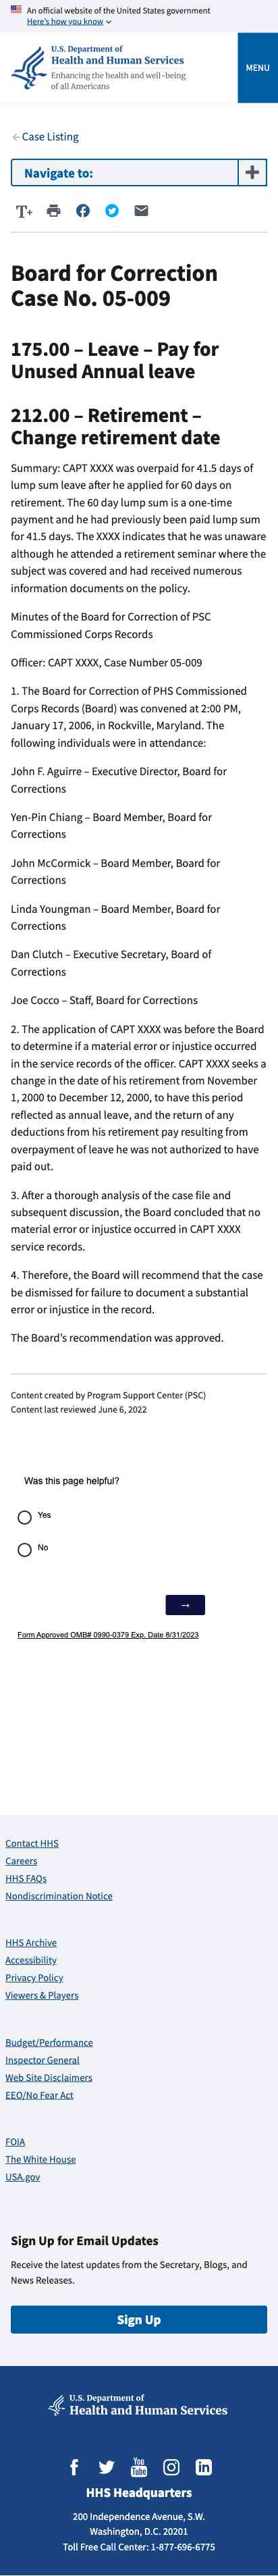 An official website of the United States government
Here's how you know
U.S. Department of
Health and Human Services
Enhancing the health and well-being
of all Americans
MENU
Case Listing
Navigate to:
T+
Board for Correction
Case No. 05-009
175.00 – Leave – Pay for
Unused Annual leave
212.00 – Retirement –
Change retirement date
Summary: CAPT XXXX was overpaid for 41.5 days of
lump sum leave after he applied for 60 days on
retirement. The 60 day lump sum is a one-time
payment and he had previously been paid lump sum
for 41.5 days. The XXXX indicates that he was unaware
although he attended a retirement seminar where the
subject was covered and had received numerous
information documents on the policy.
Minutes of the Board for Correction of PSC
Commissioned Corps Records
Officer: CAPT XXXX, Case Number 05-009
1. The Board for Correction of PHS Commissioned
Corps Records (Board) was convened at 2:00 PM,
January 17, 2006, in Rockville, Maryland. The
following individuals were in attendance:
John F. Aguirre – Executive Director, Board for
Corrections
Yen-Pin Chiang – Board Member, Board for
Corrections
John McCormick – Board Member, Board for
Corrections
Linda Youngman – Board Member, Board for
Corrections
Dan Clutch – Executive Secretary, Board of
Corrections
Joe Cocco – Staff, Board for Corrections
2. The application of CAPT XXXX was before the Board
to determine if a material error or injustice occurred
in the service records of the officer. CAPT XXXX seeks a
change in the date of his retirement from November
1, 2000 to December 12, 2000, to have this period
reflected as annual leave, and the return of any
deductions from his retirement pay resulting from
overpayment of leave he was not authorized to have
paid out.
3. After a thorough analysis of the case file and
subsequent discussion, the Board concluded that no
material error or injustice occurred in CAPT XXXX
service records.
4. Therefore, the Board will recommend that the case
be dismissed for failure to document a substantial
error or injustice in the record.
The Board's recommendation was approved.
Content created by Program Support Center (PSC)
Content last reviewed June 6, 2022
Was this page helpful?
Yes
No
→
Form Approved OMB# 0990-0379 Exp. Date 8/31/2023
Contact HHS
Careers
HHS FAQs
Nondiscrimination Notice
HHS Archive
Accessibility
Privacy Policy
Viewers & Players
Budget/Performance
Inspector General
Web Site Disclaimers
EEO/No Fear Act
FOIA
The White House
USA.gov
Sign Up for Email Updates
Receive the latest updates from the Secretary, Blogs, and
News Releases.
Sign Up
U.S. Department of
Health and Human Services
You
Tube
HHS Headquarters
200 Independence Avenue, S.W.
Washington, D.C. 20201
Toll Free Call Center: 1-877-696-6775